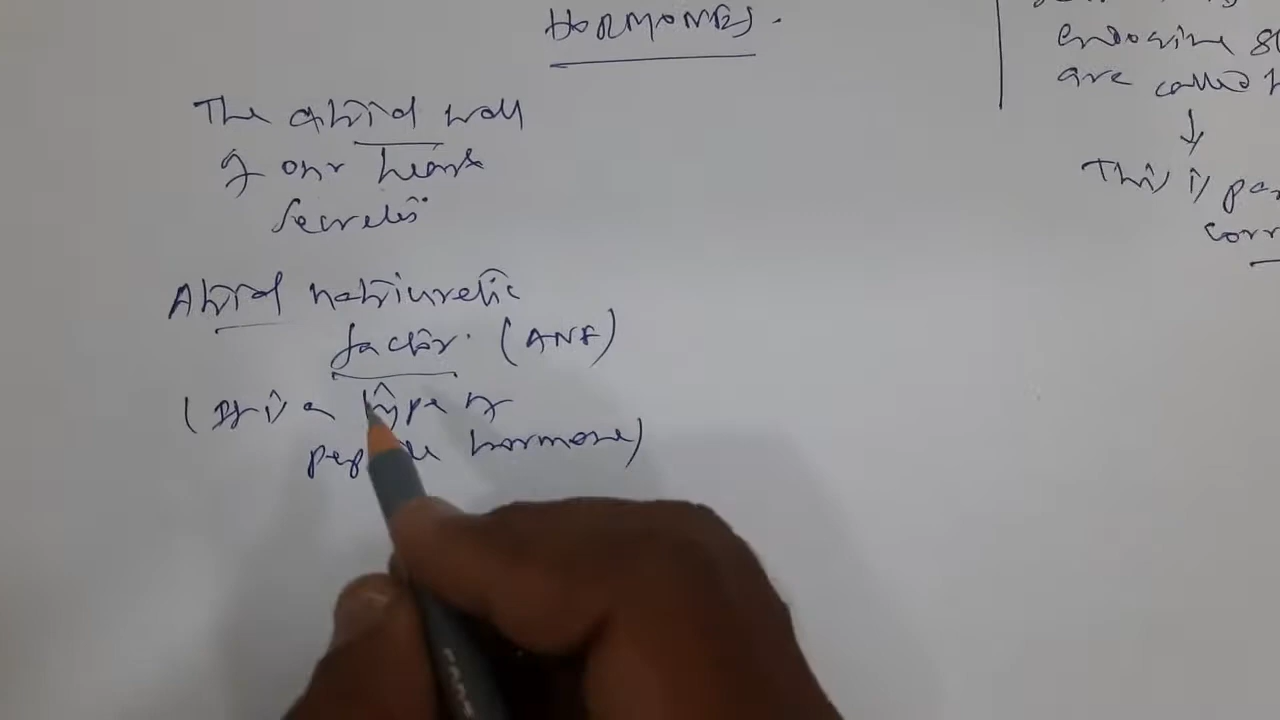 HORMONES.
The atrial wall
of our heart
secretes
Atrial natriuretic
factor. (ANF)
(It is a type of
hormone)
endocrine
are called
This is